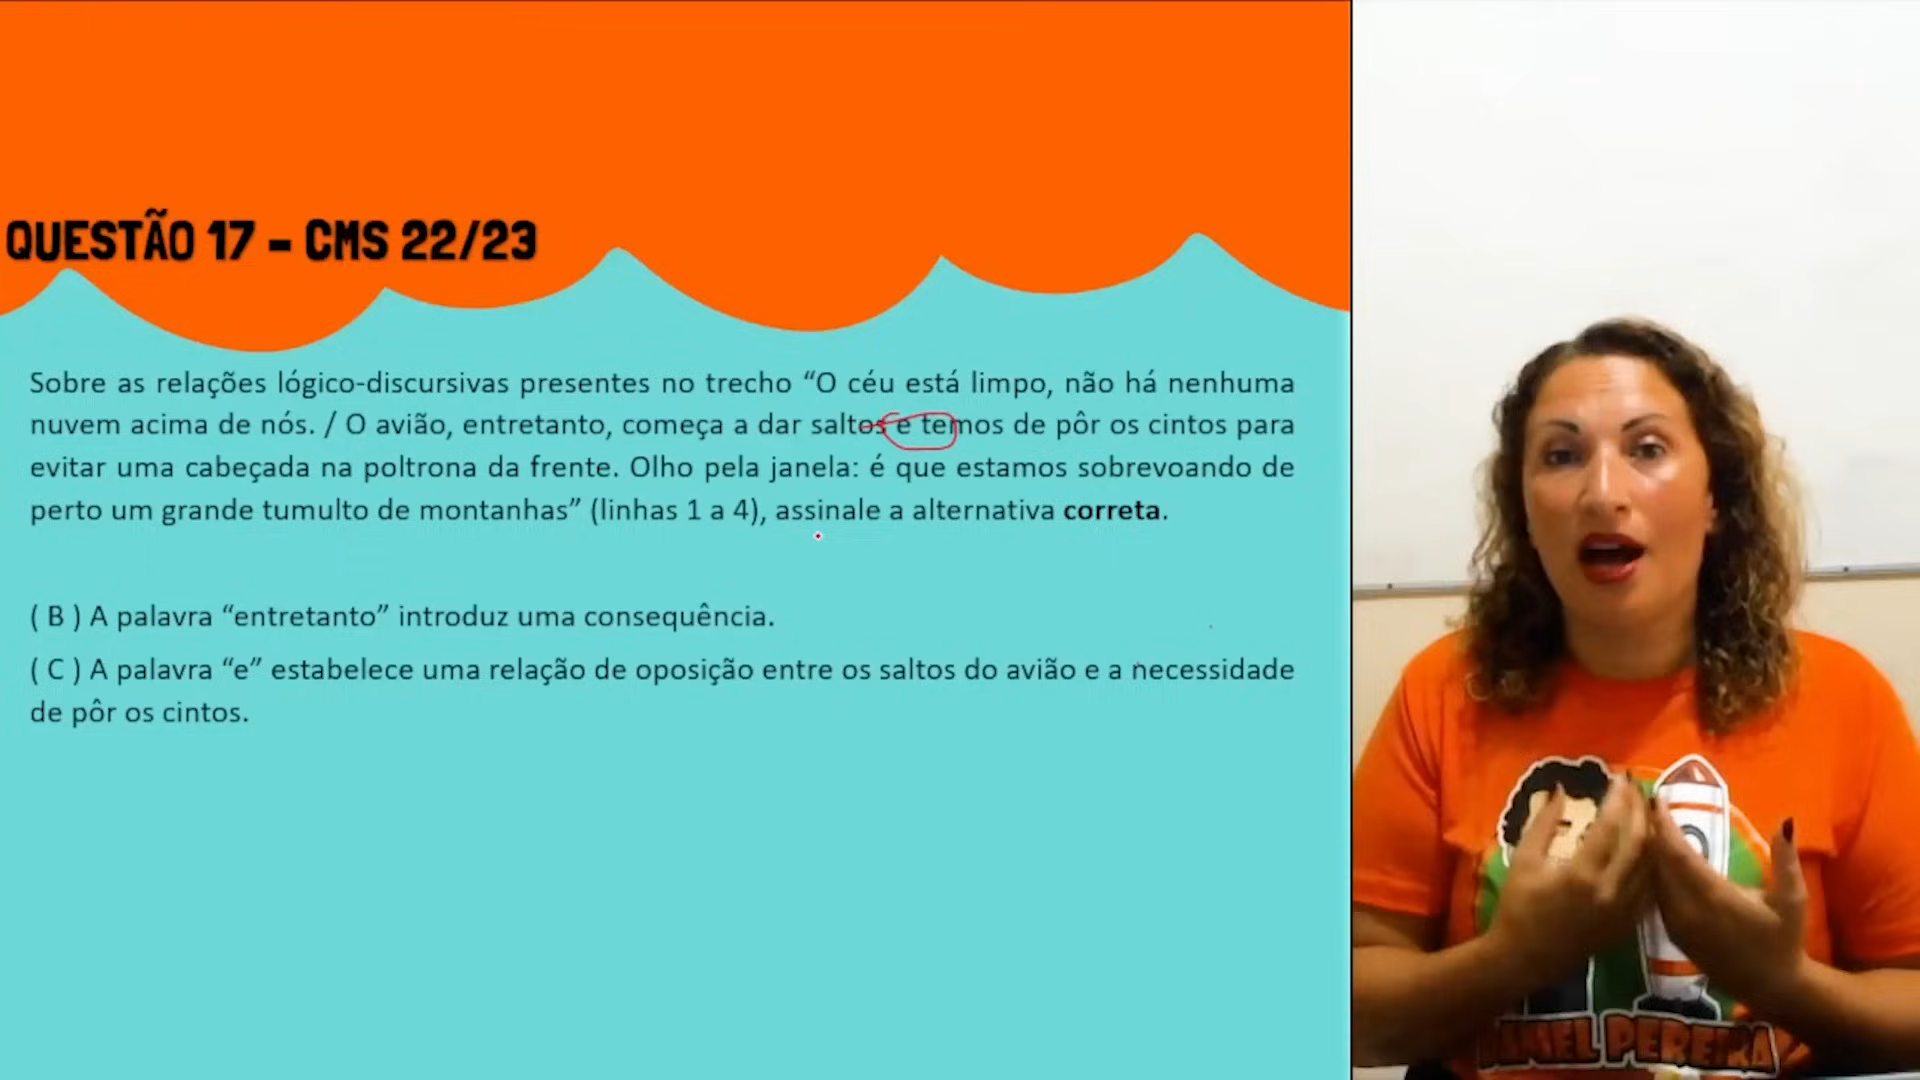 QUESTÃO 17 - CMS 22/23
Sobre as relações lógico-discursivas presentes no trecho “O céu está limpo, não há nenhuma
nuvem acima de nós. / O avião, entretanto, começa a dar saltos e temos de pôr os cintos para
evitar uma cabeçada na poltrona da frente. Olho pela janela: é que estamos sobrevoando de
perto um grande tumulto de montanhas” (linhas 1 a 4), assinale a alternativa correta.
( B ) A palavra “entretanto” introduz uma consequência.
( C ) A palavra “e” estabelece uma relação de oposição entre os saltos do avião e a necessidade
de pôr os cintos.
DANIEL PEREIRA